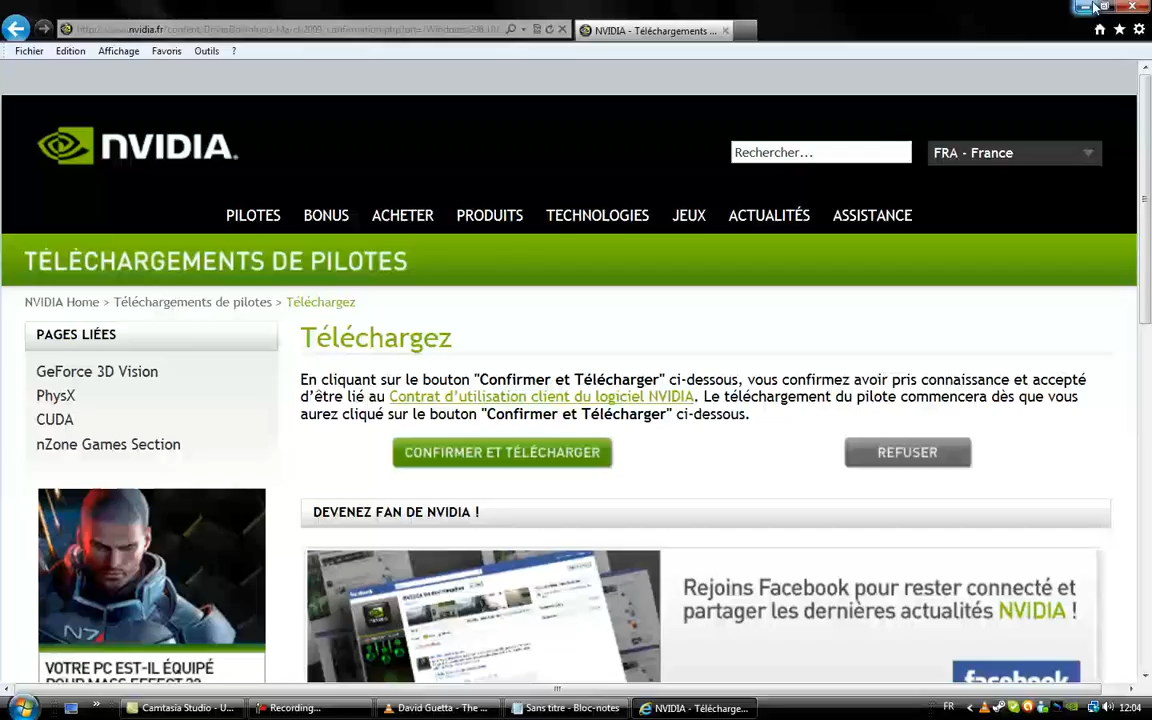 NVIDIA - Téléchargements ...
Fichier Edition Affichage Favoris Outils ?
NVIDIA.
Rechercher...
FRA - France
PILOTES BONUS ACHETER PRODUITS TECHNOLOGIES JEUX ACTUALITÉS ASSISTANCE
TÉLÉCHARGEMENTS DE PILOTES
NVIDIA Home > Téléchargements de pilotes > Téléchargez
PAGES LIÉES
GeForce 3D Vision
PhysX
CUDA
nZone Games Section
Téléchargez
En cliquant sur le bouton "Confirmer et Télécharger" ci-dessous, vous confirmez avoir pris connaissance et accepté
d'être lié au Contrat d'utilisation client du logiciel NVIDIA. Le téléchargement du pilote commencera dès que vous
aurez cliqué sur le bouton "Confirmer et Télécharger" ci-dessous.
CONFIRMER ET TÉLÉCHARGER
REFUSER
DEVENEZ FAN DE NVIDIA !
N7
VOTRE PC EST-IL ÉQUIPÉ
POUR MASS EFFECT 3?
Rejoins Facebook pour rester connecté et
partager les dernières actualités NVIDIA !
facebook
Camtasia Studio - U...
Recording...
David Guetta - The ...
Sans titre - Bloc-notes
NVIDIA - Télécharge...
FR
12:04